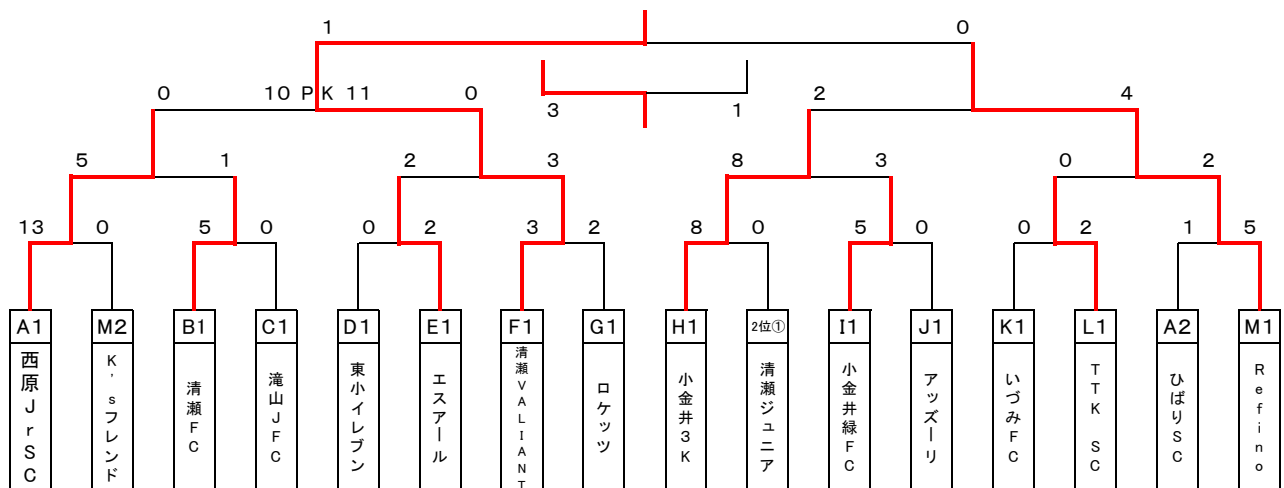 1 0
0 10 PK 11 0 3 1 2 4
5 1 2 3 8 3 0 2
13 0 5 0 0 2 3 2 8 0 5 0 0 2 1 5
A1 M2 B1 C1 D1 E1 F1 G1 H1 2位① I1 J1 K1 L1 A2 M1
西原JrSC
K'sフレンド
清瀬FC
滝山JFC
東小イレブン
エスアール
清瀬VALIANT
ロケッツ
小金井3K
清瀬ジュニア
小金井緑FC
アッズーリ
いづみFC
TTK SC
ひばりSC
Refino